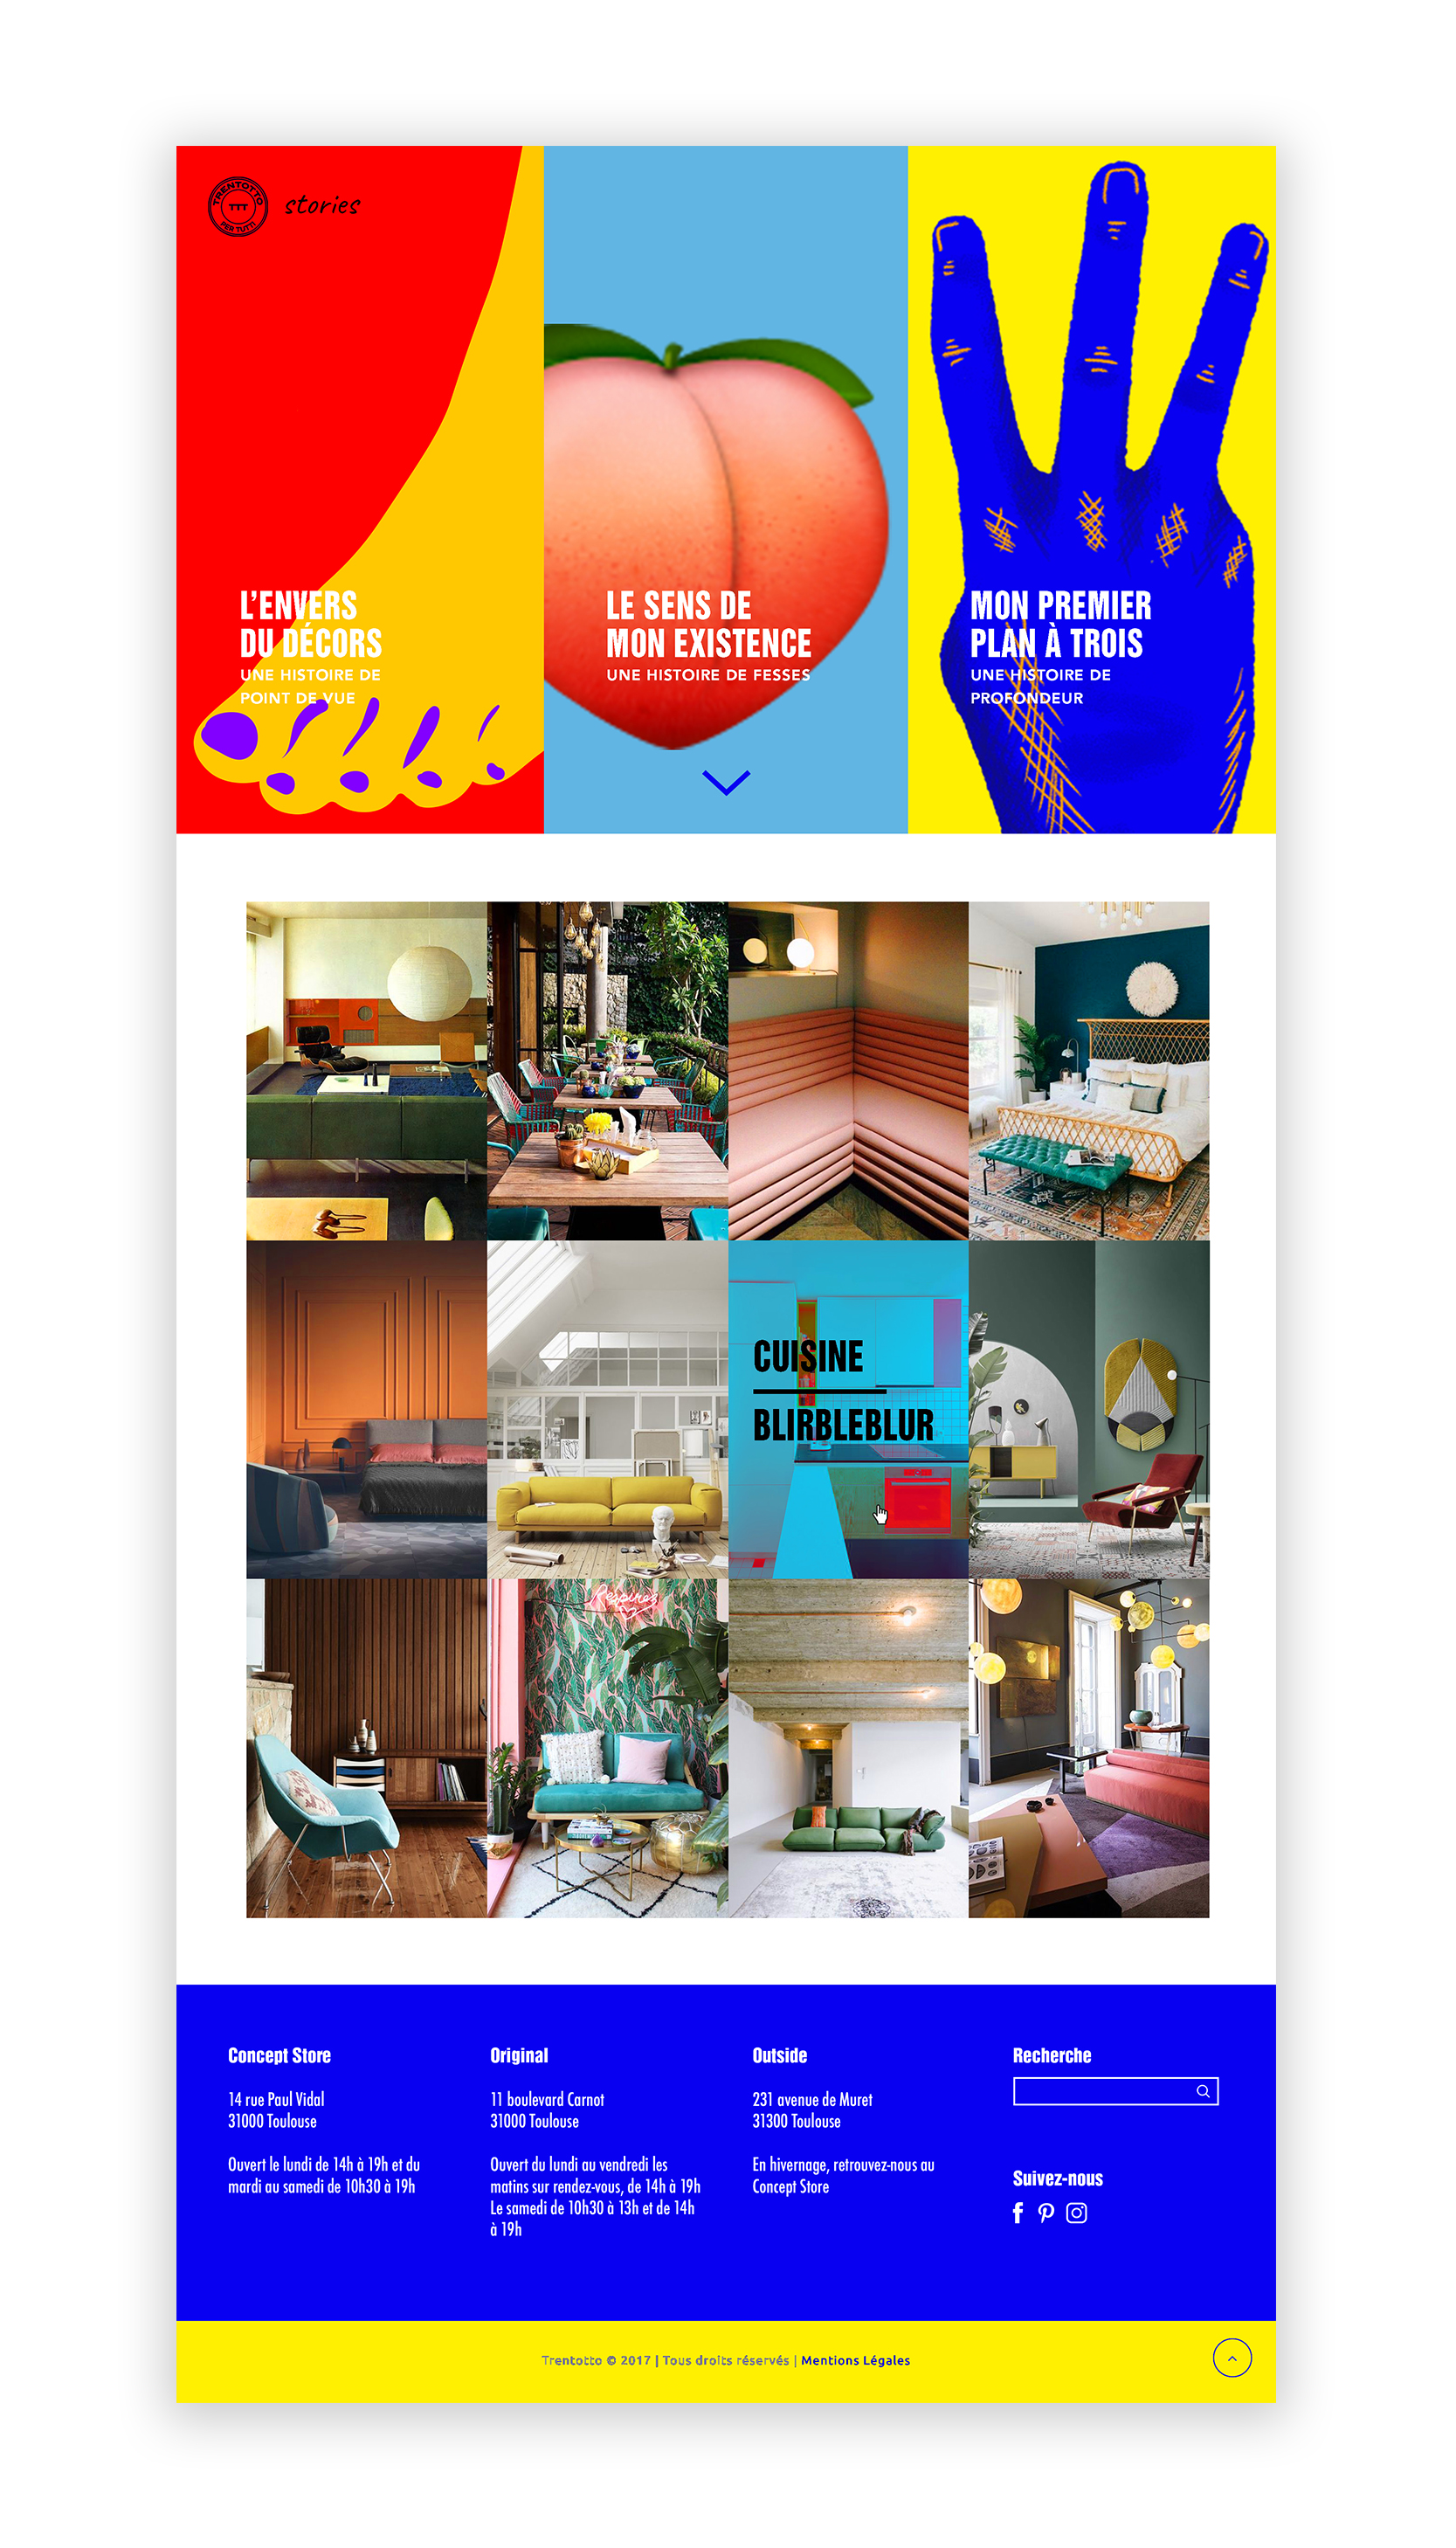 TRENTOTTO
TTT
PER TUTTI
stories
L'ENVERS
DU DÉCORS
UNE HISTOIRE DE
POINT DE VUE
LE SENS DE
MON EXISTENCE
UNE HISTOIRE DE FESSES
MON PREMIER
PLAN À TROIS
UNE HISTOIRE DE
PROFONDEUR
CUISINE
BLIRBLEBLUR
Respires
Concept Store
14 rue Paul Vidal
31000 Toulouse
Ouvert le lundi de 14h à 19h et du
mardi au samedi de 10h30 à 19h
Original
11 boulevard Carnot
31000 Toulouse
Ouvert du lundi au vendredi les
matins sur rendez-vous, de 14h à 19h
Le samedi de 10h30 à 13h et de 14h
à 19h
Outside
231 avenue de Muret
31300 Toulouse
En hivernage, retrouvez-nous au
Concept Store
Recherche
Suivez-nous
Trentotto © 2017 | Tous droits réservés | Mentions Légales